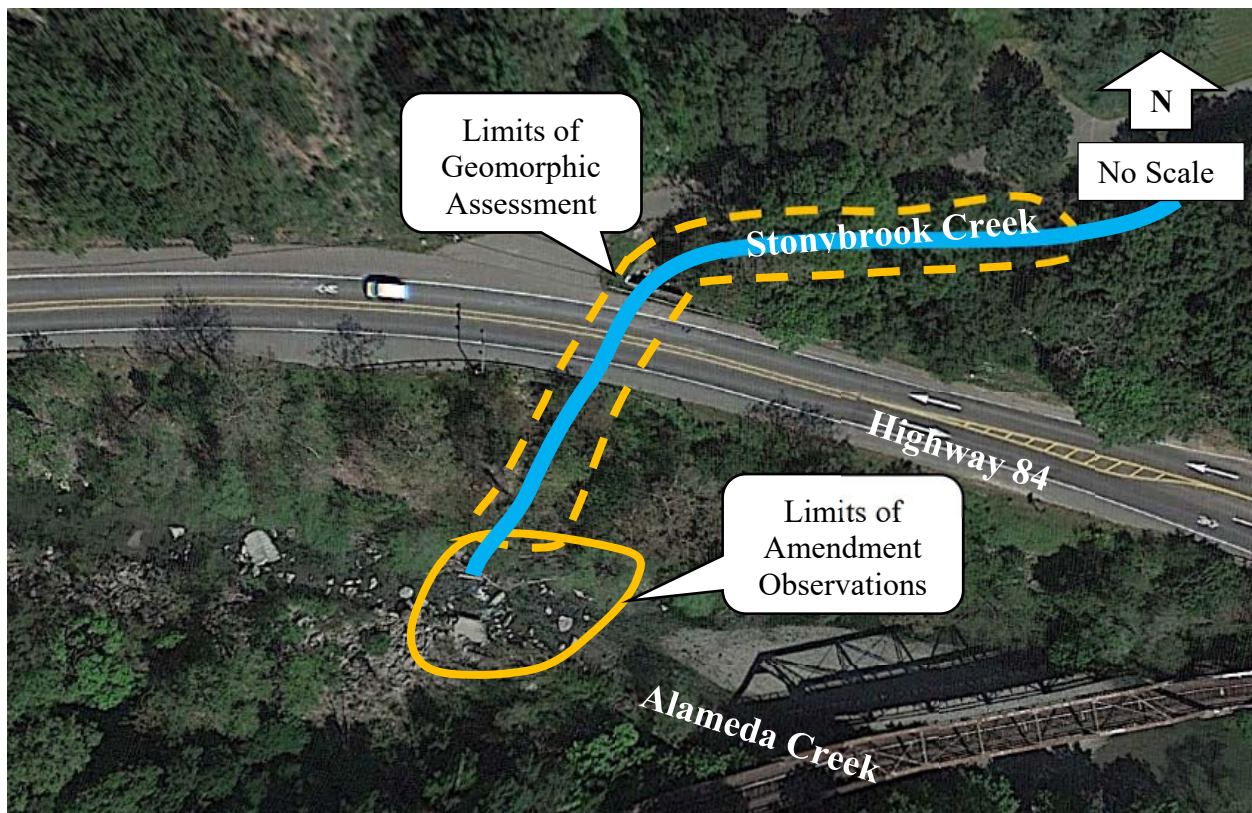 Limits of
Geomorphic
Assessment
N
No Scale
Stonybrook Creek
Highway 84
Limits of
Amendment
Observations
Alameda Creek